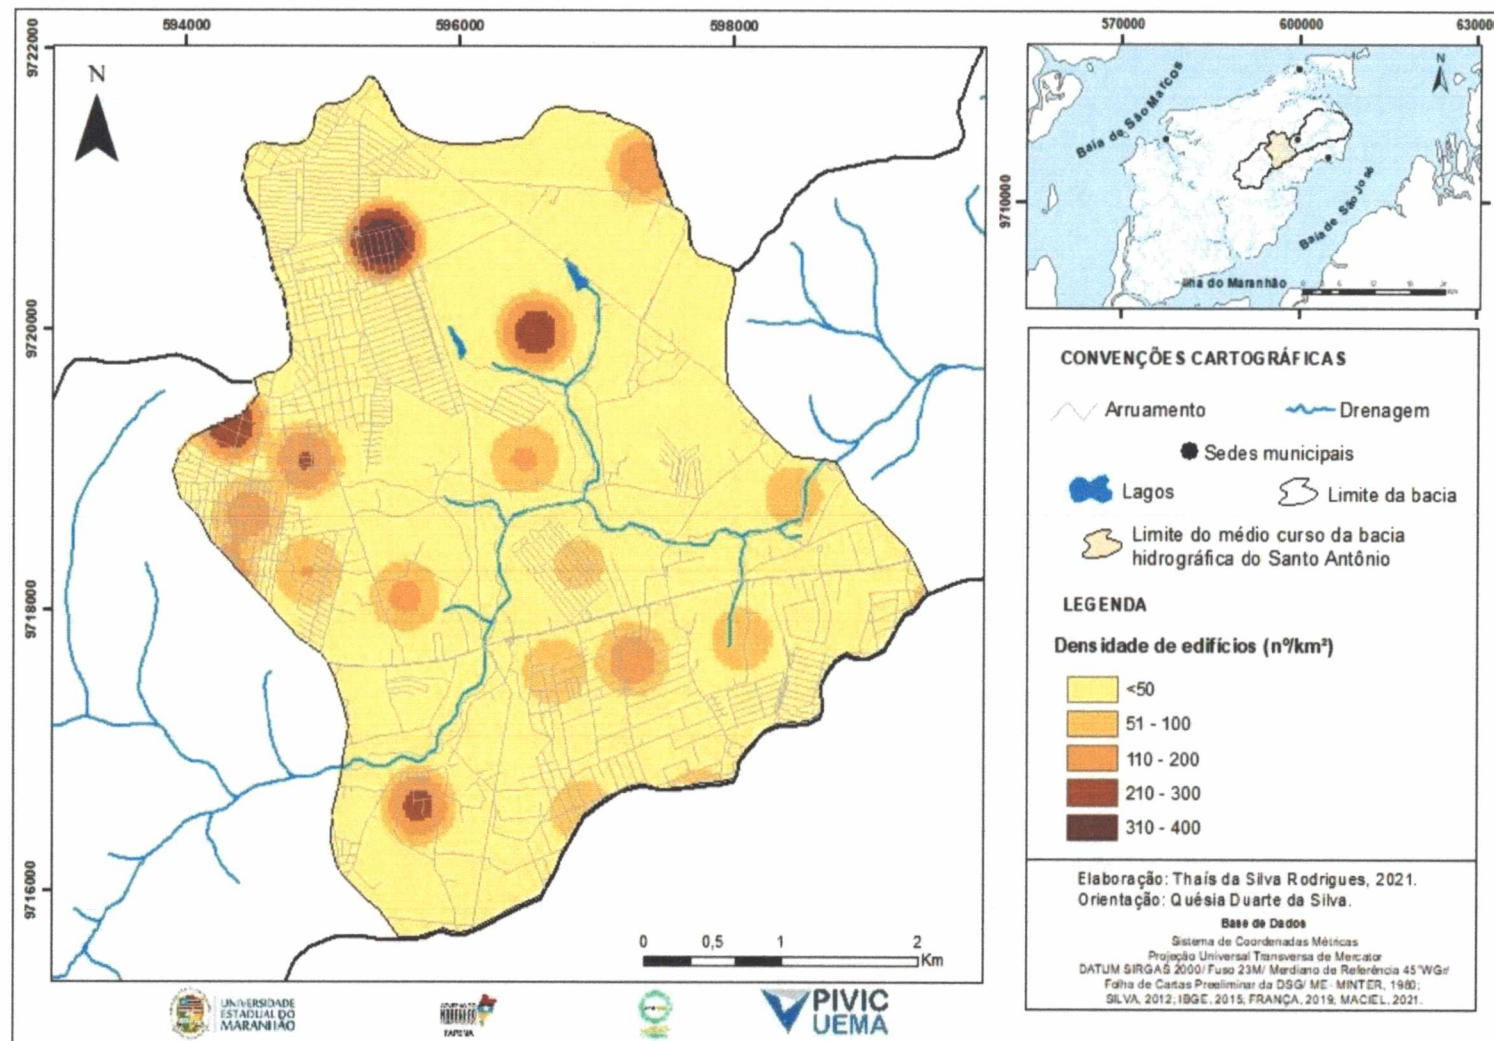 594000
596000
598000
570000
600000
63000
9722000
9720000
9718000
9716000
N
N
9710000
Baía de São Marcos
Baía de São José
Ilha do Maranhão
CONVENÇÕES CARTOGRÁFICAS
Arruamento
Drenagem
Sedes municipais
Lagos
Limite da bacia
Limite do médio curso da bacia
hidrográfica do Santo Antônio
LEGENDA
Densidade de edifícios (nº/km²)
<50
51 - 100
110 - 200
210 - 300
310 - 400
0 0,5 1 2
Km
Elaboração: Thaís da Silva Rodrigues, 2021.
Orientação: Quésia Duarte da Silva.
Base de Dados
Sistema de Coordenadas Métricas
Projeção Universal Transversa de Mercator
DATUM SIRGAS 2000/ Fuso 23M/ Merdiano de Referência 45°WGr/
Folha de Cartas Preeliminar da DSG/ ME- MINTER, 1980;
SILVA, 2012; IBGE, 2015, FRANÇA, 2019, MACIEL, 2021.
UNIVERSIDADE
ESTADUAL DO
MARANHÃO
FAPEMA
PIVIC
UEMA